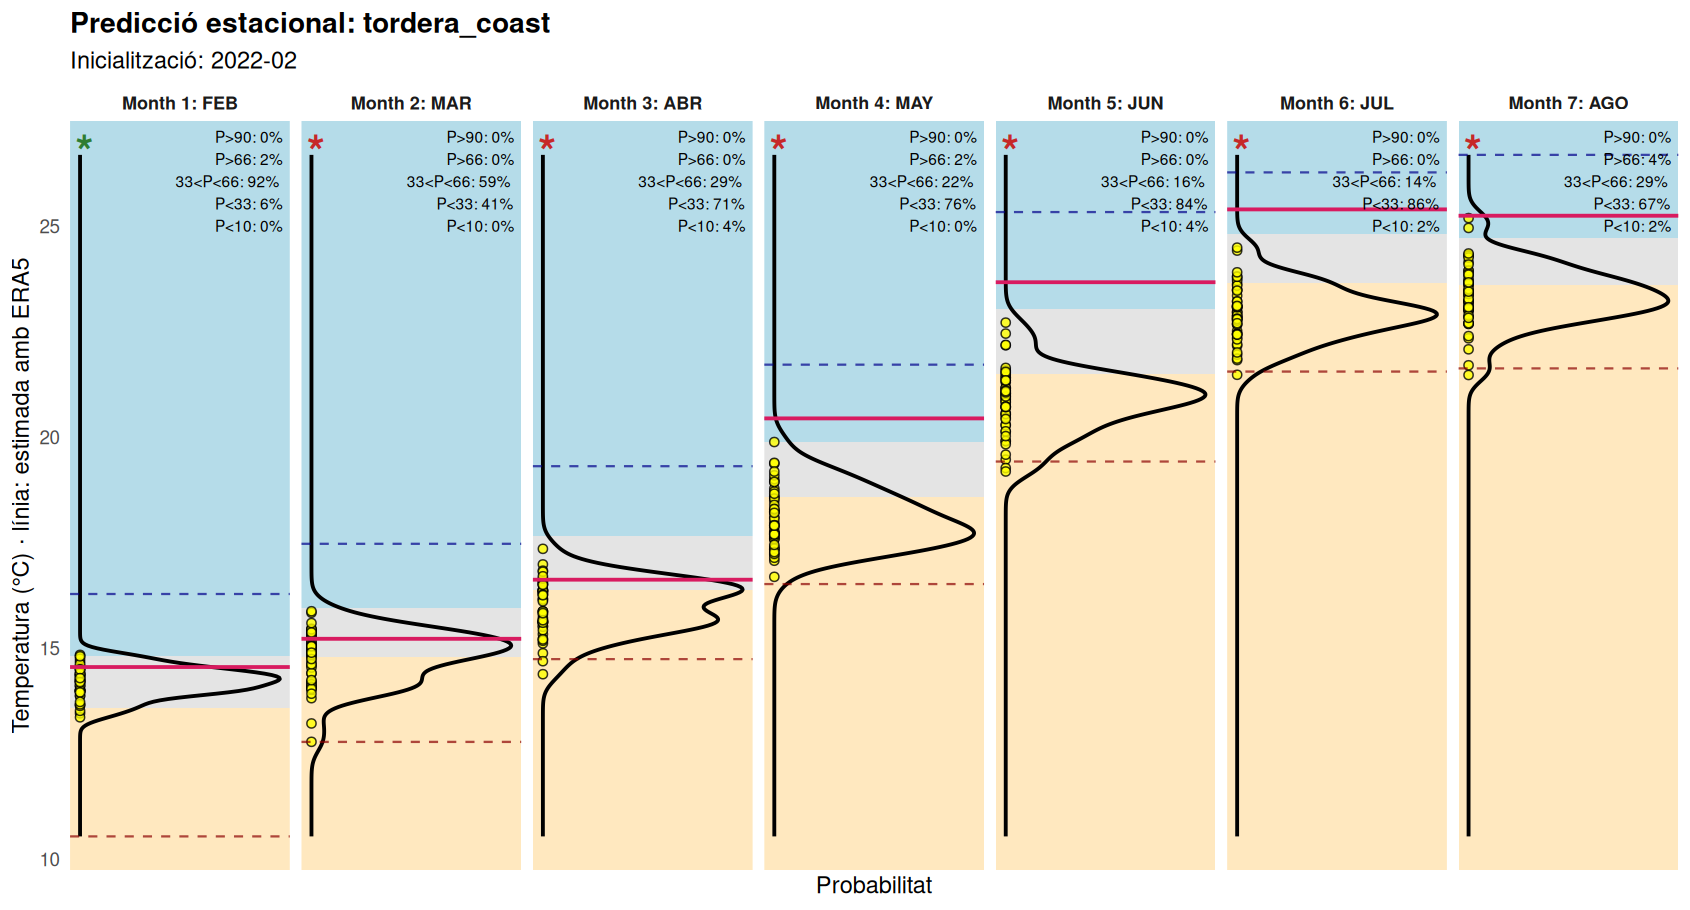 Predicció estacional: tordera_coast
Inicialització: 2022-02
Month 1: FEB
Month 2: MAR
Month 3: ABR
Month 4: MAY
Month 5: JUN
Month 6: JUL
Month 7: AGO
*
P>90: 0%
P>66: 2%
33<P<66: 92%
P<33: 6%
P<10: 0%
*
P>90: 0%
P>66: 0%
33<P<66: 59%
P<33: 41%
P<10: 0%
*
P>90: 0%
P>66: 0%
33<P<66: 29%
P<33: 71%
P<10: 4%
*
P>90: 0%
P>66: 2%
33<P<66: 22%
P<33: 76%
P<10: 0%
*
P>90: 0%
P>66: 0%
33<P<66: 16%
P<33: 84%
P<10: 4%
*
P>90: 0%
P>66: 0%
33<P<66: 14%
P<33: 86%
P<10: 2%
*
P>90: 0%
P>66: 4%
33<P<66: 29%
P<33: 67%
P<10: 2%
25
20
15
10
Temperatura (°C) · línia: estimada amb ERA5
Probabilitat